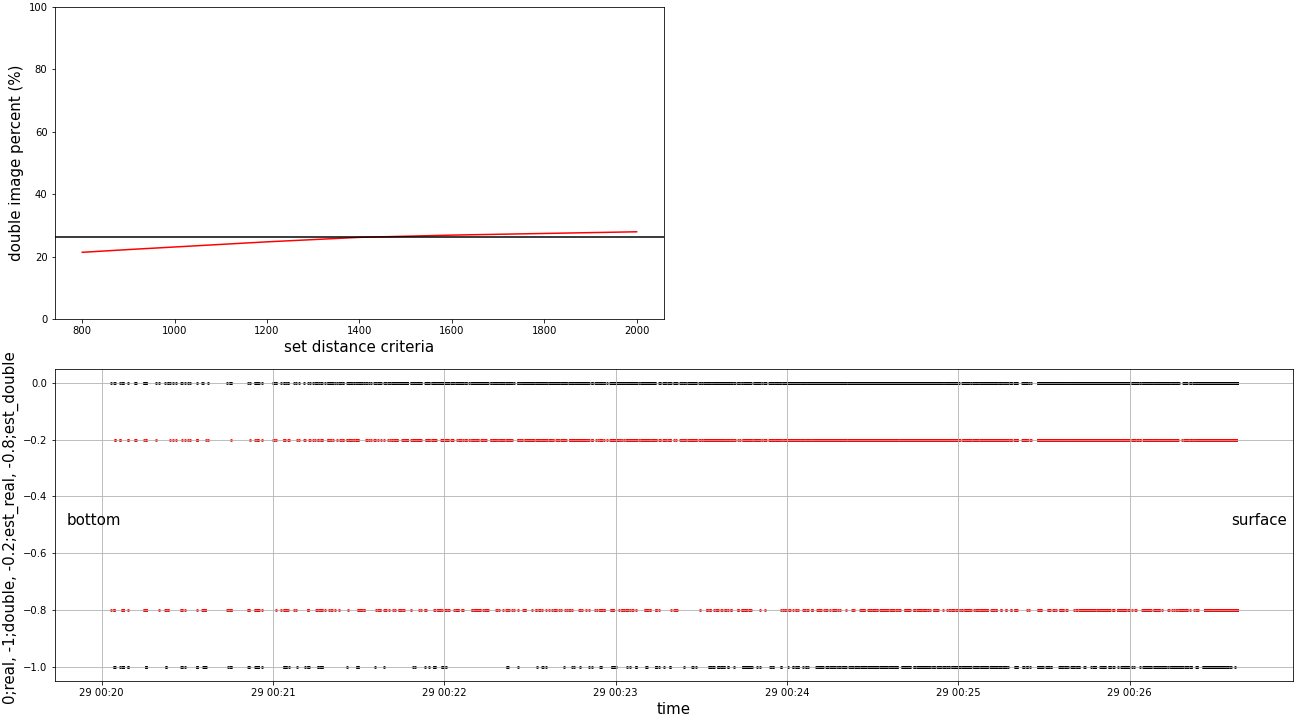 100
80
60
40
20
0
double image percent (%)
800 1000 1200 1400 1600 1800 2000
set distance criteria
0.0
−0.2
−0.4
−0.6
−0.8
−1.0
0;real, -1;double, -0.2;est_real, -0.8;est_double
bottom
surface
29 00:20 29 00:21 29 00:22 29 00:23 29 00:24 29 00:25 29 00:26
time